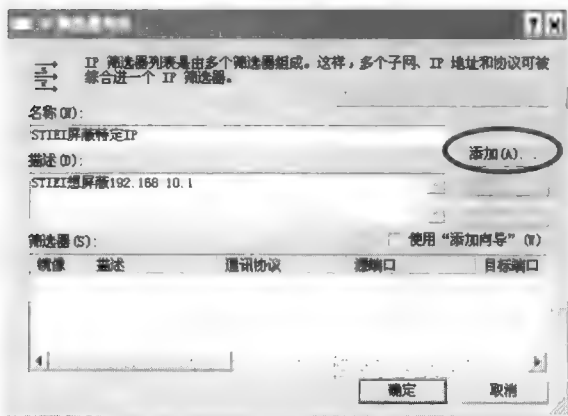 IP 筛选器列表是由多个筛选器组成。这样，多个子网、IP 地址和协议可被
综合进一个 IP 筛选器。
名称(N):
STIEI屏蔽特定IP
添加(A)...
描述(D):
STIEI想屏蔽192.168 10.1
筛选器(S):
使用“添加向导” (W)
镜像 描述 通讯协议 源端口 目标端口
确定 取消